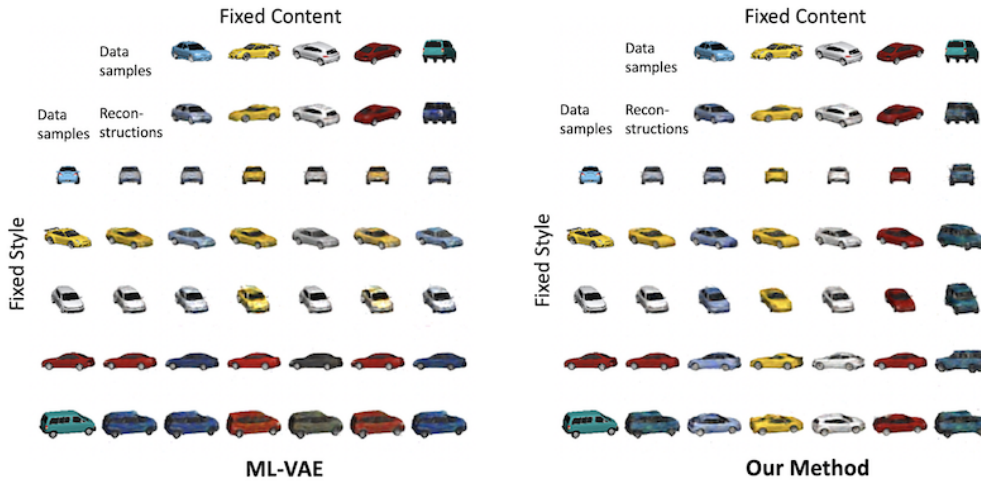 Fixed Content
Data
samples
Data
samples
Recon-
structions
Fixed Style
ML-VAE
Fixed Content
Data
samples
Data
samples
Recon-
structions
Fixed Style
Our Method